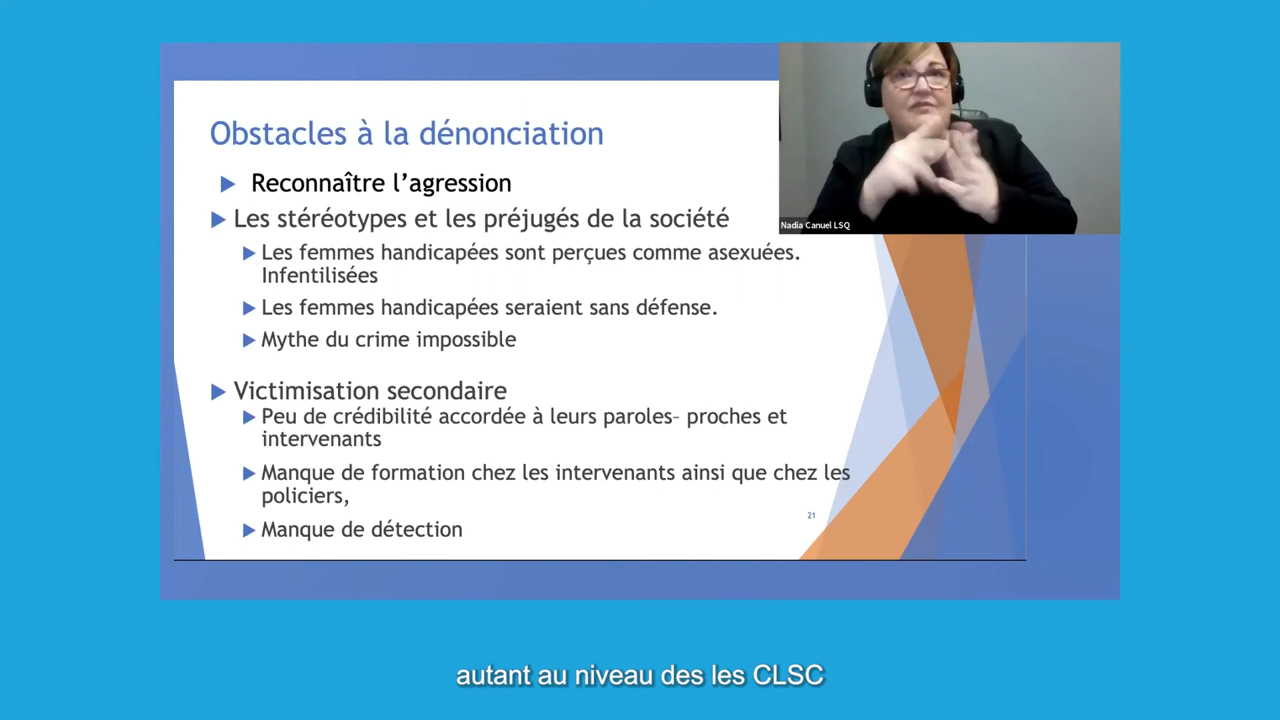 Obstacles à la dénonciation
Reconnaître l’agression
Les stéréotypes et les préjugés de la société
Les femmes handicapées sont perçues comme asexuées.
Infentilisées
Les femmes handicapées seraient sans défense.
Mythe du crime impossible
Victimisation secondaire
Peu de crédibilité accordée à leurs paroles– proches et
intervenants
Manque de formation chez les intervenants ainsi que chez les
policiers,
Manque de détection
21
Nadia Canuel LSQ
autant au niveau des les CLSC